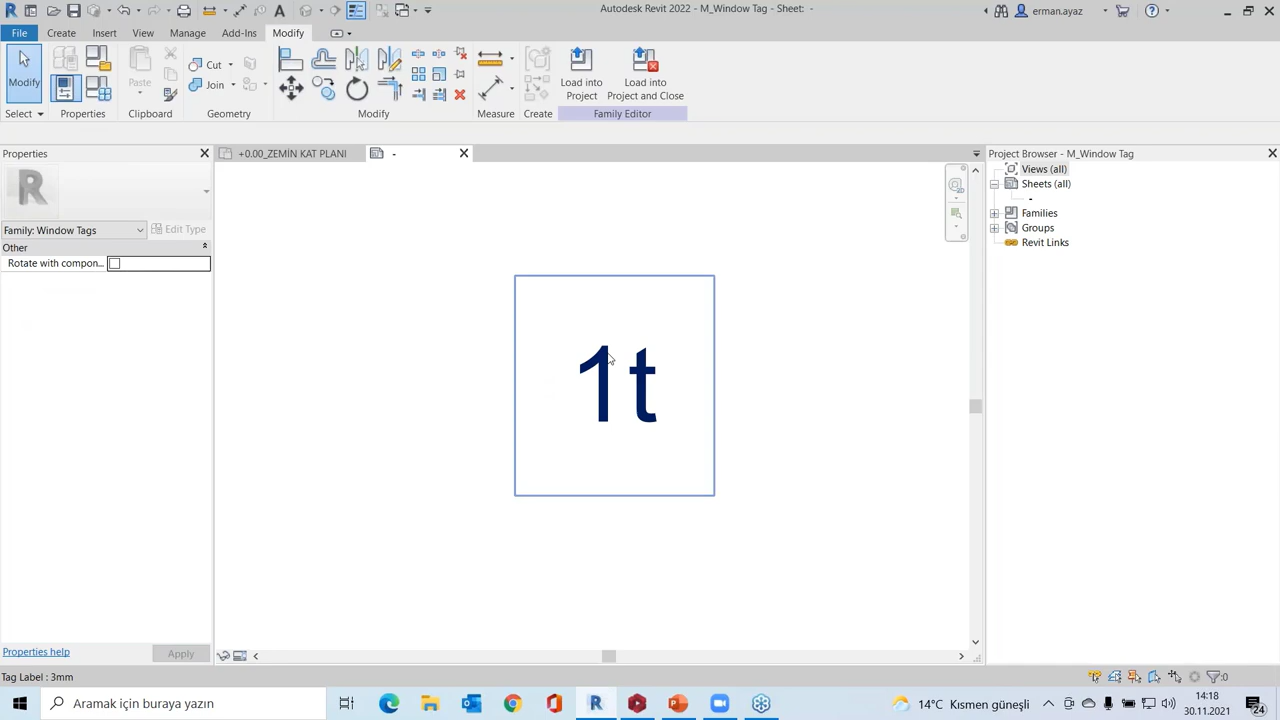 Autodesk Revit 2022 - M_Window Tag - Sheet: -
erman.ayaz
File Create Insert View Manage Add-Ins Modify
Modify
Paste
Cut
Join
Load into Project
Load into Project and Close
Select Properties Clipboard Geometry Modify Measure Create Family Editor
Properties
+0.00_ZEMİN KAT PLANI
-
Project Browser - M_Window Tag
Views (all)
Sheets (all)
-
Families
Groups
Revit Links
R
Family: Window Tags
Edit Type
Other
Rotate with compon...
1t
Properties help
Apply
Tag Label : 3mm
:0
Aramak için buraya yazın
14°C Kısmen güneşli
14:18
30.11.2021
24